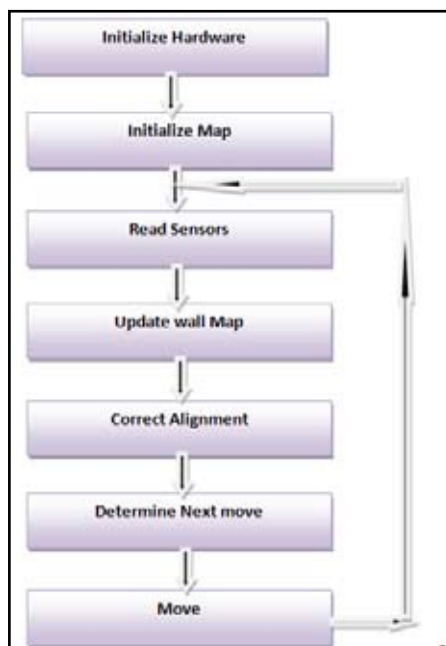 Initialize Hardware
Initialize Map
Read Sensors
Update wall Map
Correct Alignment
Determine Next move
Move